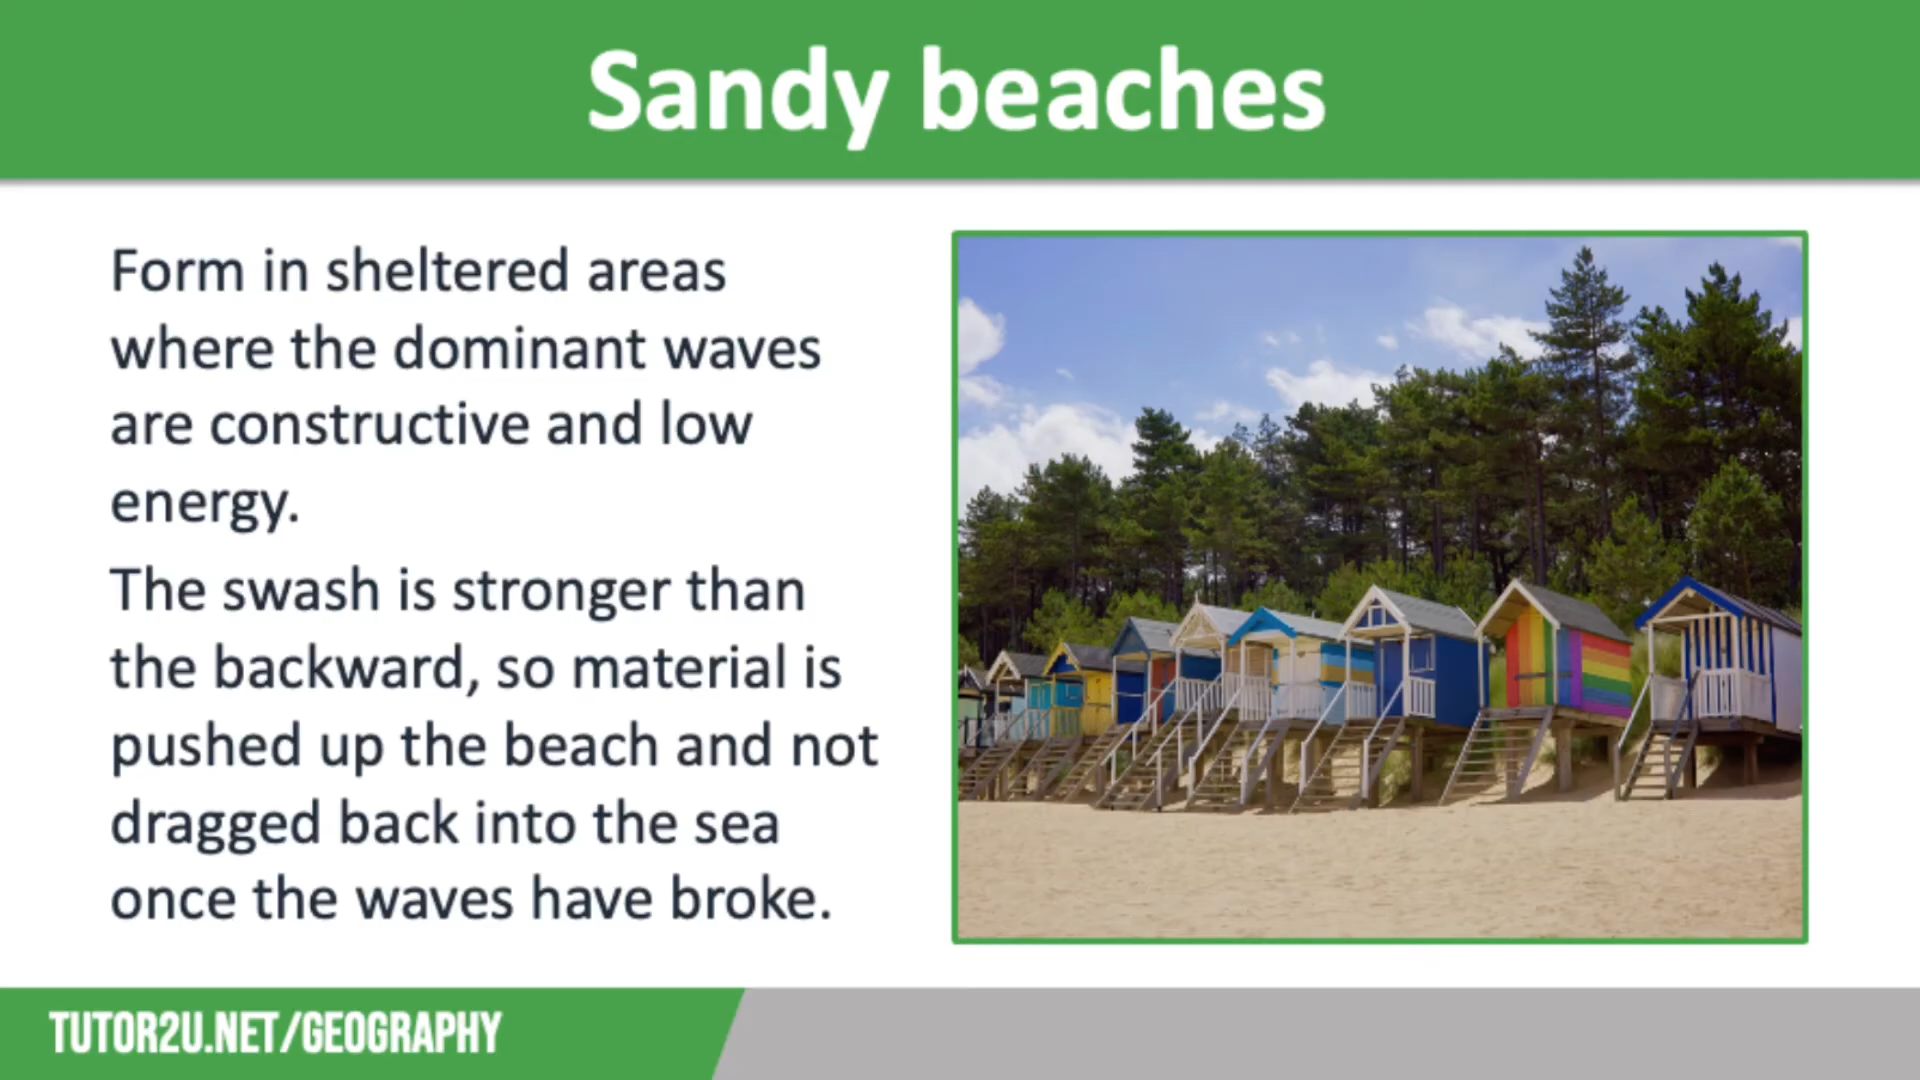 Sandy beaches
Form in sheltered areas
where the dominant waves
are constructive and low
energy.
The swash is stronger than
the backward, so material is
pushed up the beach and not
dragged back into the sea
once the waves have broke.
TUTOR2U.NET/GEOGRAPHY